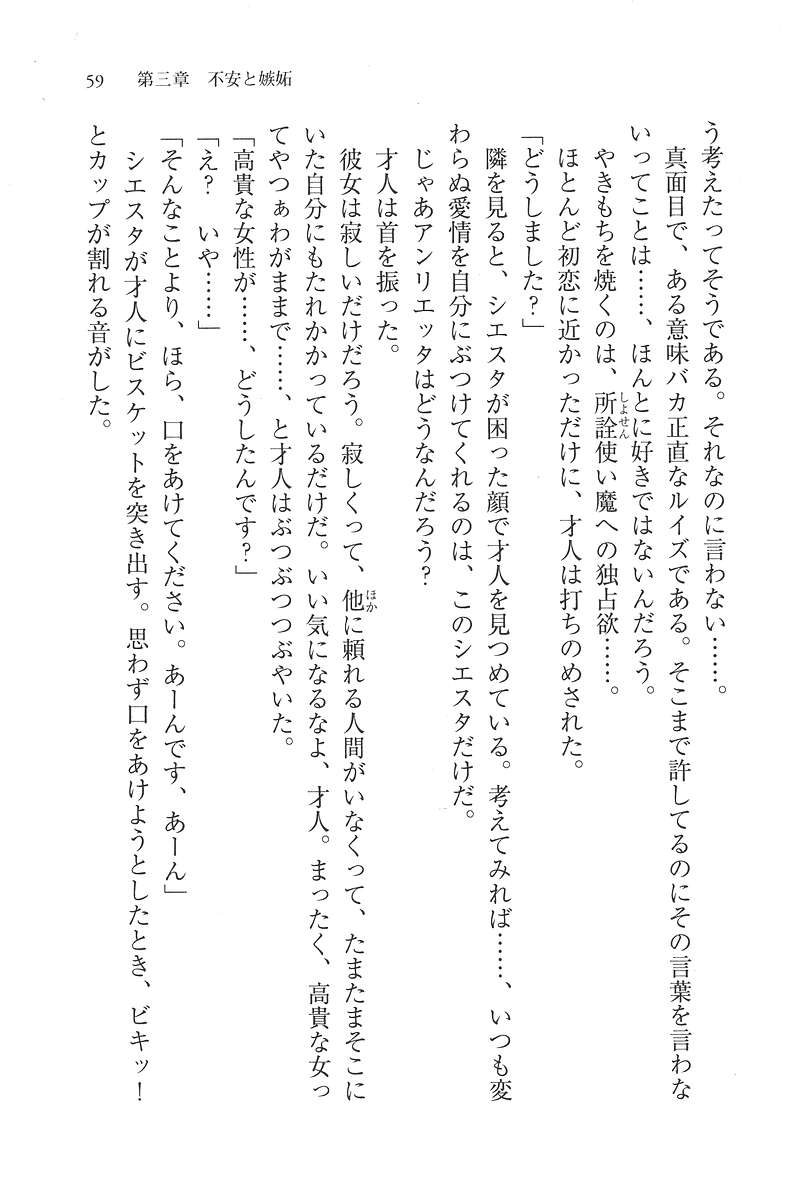 59　第三章　不安と嫉妬
う考えたってそうである。それなのに言わない……。
　真面目で、ある意味バカ正直なルイズである。そこまで許してるのにその言葉を言わな
いってことは……、ほんとに好きではないんだろう。
　やきもちを焼くのは、所詮使い魔への独占欲……。
しよせん
　ほとんど初恋に近かっただけに、才人は打ちのめされた。
「どうしました?」
　隣を見ると、シエスタが困った顔で才人を見つめている。考えてみれば……、いつも変
わらぬ愛情を自分にぶつけてくれるのは、このシエスタだけだ。
　じゃあアンリエッタはどうなんだろう?
　才人は首を振った。
　彼女は寂しいだけだろう。寂しくって、他に頼れる人間がいなくって、たまたまそこに
ほか
いた自分にもたれかかっているだけだ。いい気になるなよ、才人。まったく、高貴な女っ
てやつぁわがままで……、と才人はぶつぶつつぶやいた。
「高貴な女性が……、どうしたんです?」
「え?　いや……」
「そんなことより、ほら、口をあけてください。あーんです、あーん」
　シエスタが才人にビスケットを突き出す。思わず口をあけようとしたとき、ビキッ!
とカップが割れる音がした。